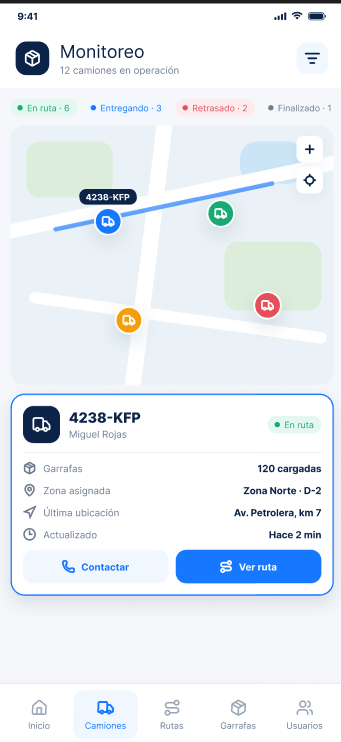 9:41
Monitoreo
12 camiones en operación
En ruta · 6
Entregando · 3
Retrasado · 2
Finalizado · 1
4238-KFP
4238-KFP
Miguel Rojas
En ruta
Garrafas 120 cargadas
Zona asignada Zona Norte · D-2
Última ubicación Av. Petrolera, km 7
Actualizado Hace 2 min
Contactar
Ver ruta
Inicio
Camiones
Rutas
Garrafas
Usuarios